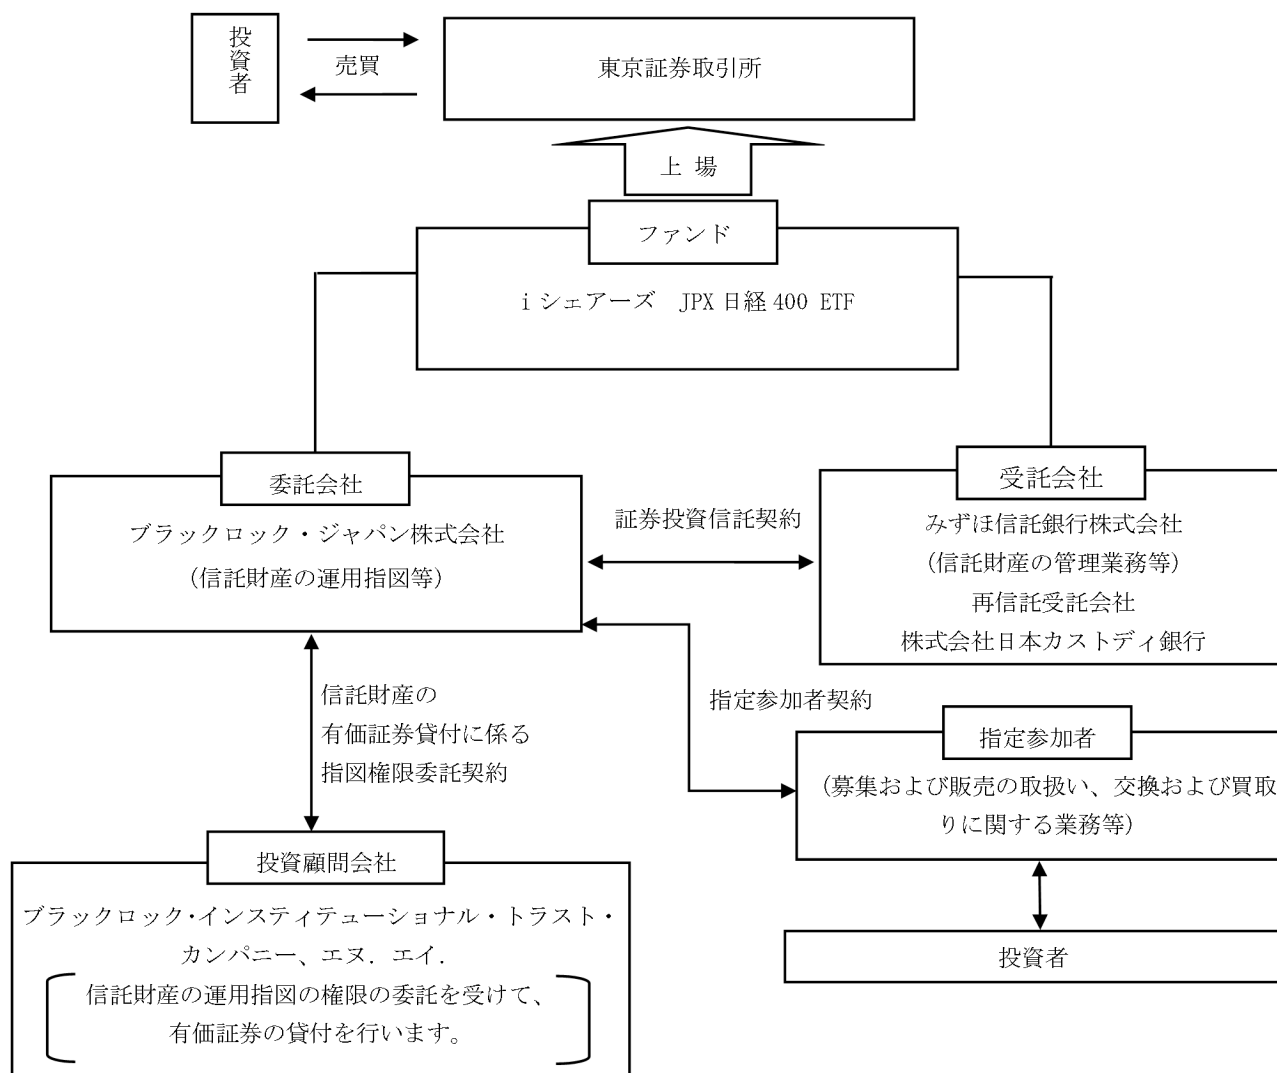 投資者
売買
東京証券取引所
上 場
ファンド
iシェアーズ JPX日経400 ETF
委託会社
ブラックロック・ジャパン株式会社
（信託財産の運用指図等）
証券投資信託契約
受託会社
みずほ信託銀行株式会社
（信託財産の管理業務等）
再信託受託会社
株式会社日本カストディ銀行
信託財産の
有価証券貸付に係る
指図権限委託契約
指定参加者契約
指定参加者
（募集および販売の取扱い、交換および買取
りに関する業務等）
投資者
投資顧問会社
ブラックロック・インスティテューショナル・トラスト・
カンパニー、エヌ．エイ．
信託財産の運用指図の権限の委託を受けて、
有価証券の貸付を行います。